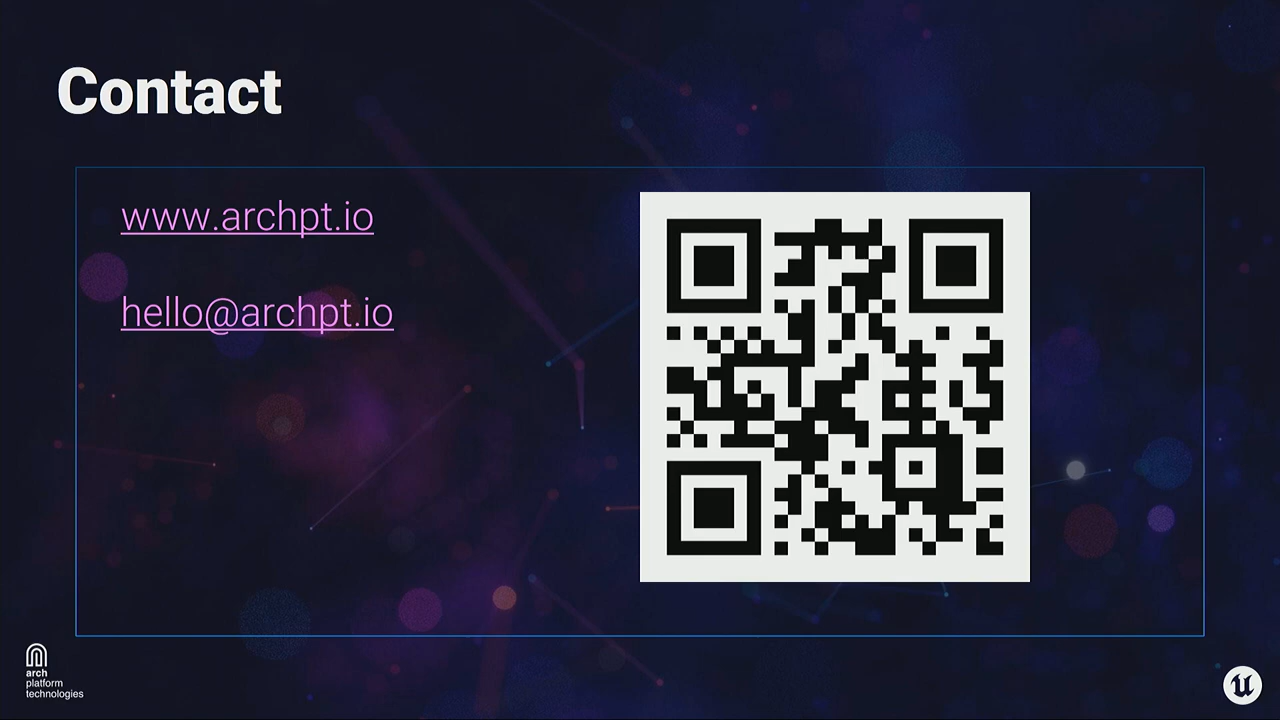 Contact
www.archpt.io
hello@archpt.io
arch
platform
technologies